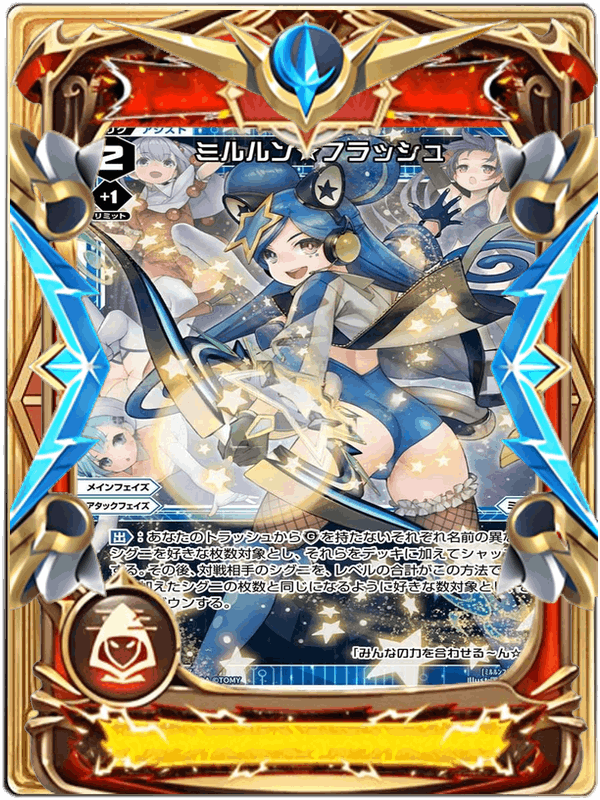 アシスト
ミルルン☆フラッシュ
2
+1
リミット
メインフェイズ
アタックフェイズ
ミ
出:あなたのトラッシュから を持たないそれぞれ名前の異
シグニを好きな枚数対象とし、それらをデッキに加えてシャッ
する。その後、対戦相手のシグニを、レベルの合計がこの方法で
加えたシグニの枚数と同じになるように好きな数対象とし、
ウンする。
「みんなの力を合わせる~ん☆
©TOMY
[ミルルン
Illust